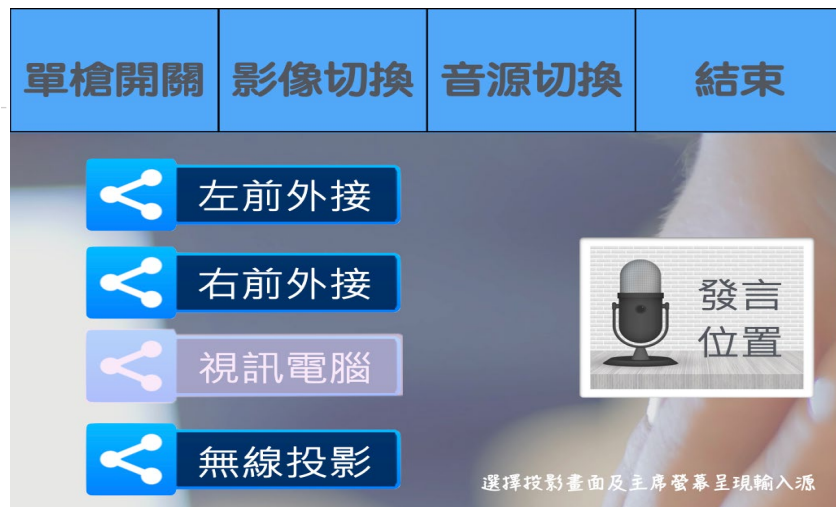 單槍開關
影像切換
音源切換
結束
左前外接
右前外接
視訊電腦
無線投影
發言
位置
選擇投影畫面及主席螢幕呈現輸入源